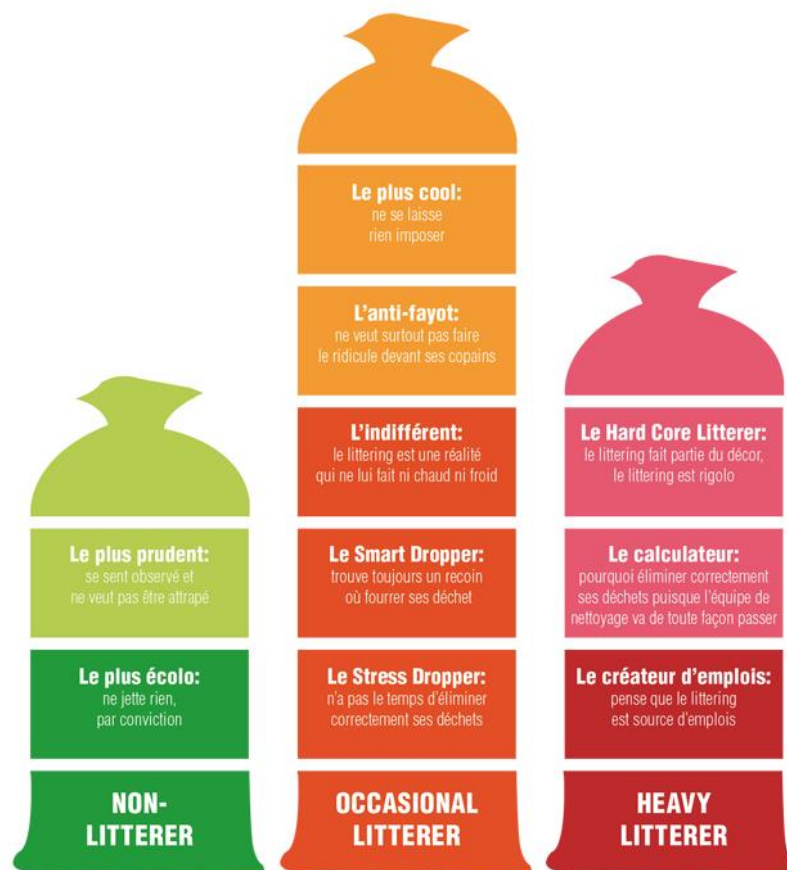 Le plus prudent:
se sent observé et
ne veut pas être attrapé
Le plus écolo:
ne jette rien,
par conviction
NON-
LITTERER
Le plus cool:
ne se laisse
rien imposer
L'anti-fayot:
ne veut surtout pas faire
le ridicule devant ses copains
L'indifférent:
le littering est une réalité
qui ne lui fait ni chaud ni froid
Le Smart Dropper:
trouve toujours un recoin
où fourrer ses déchet
Le Stress Dropper:
n'a pas le temps d'éliminer
correctement ses déchets
OCCASIONAL
LITTERER
Le Hard Core Litterer:
le littering fait partie du décor,
le littering est rigolo
Le calculateur:
pourquoi éliminer correctement
ses déchets puisque l'équipe de
nettoyage va de toute façon passer
Le créateur d'emplois:
pense que le littering
est source d'emplois
HEAVY
LITTERER